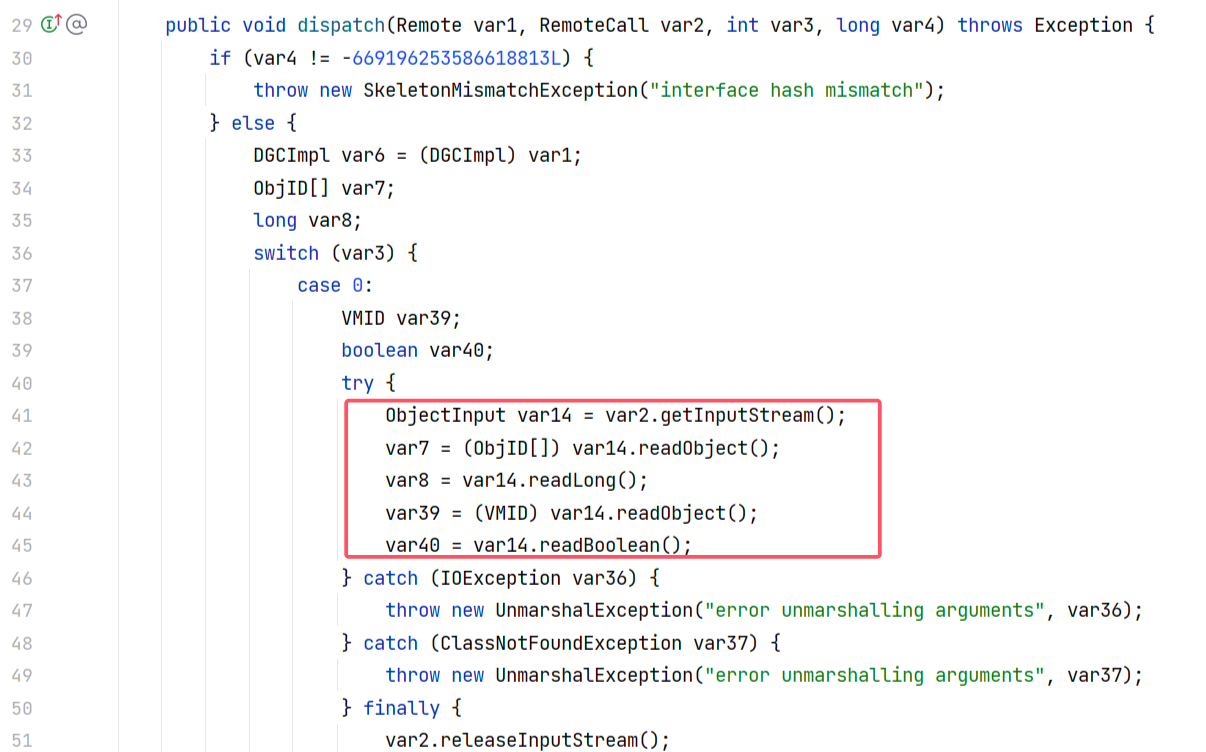 29 public void dispatch(Remote var1, RemoteCall var2, int var3, long var4) throws Exception {
30 if (var4 != -669196253586618813L) {
31 throw new SkeletonMismatchException("interface hash mismatch");
32 } else {
33 DGCImpl var6 = (DGCImpl) var1;
34 ObjID[] var7;
35 long var8;
36 switch (var3) {
37 case 0:
38 VMID var39;
39 boolean var40;
40 try {
41 ObjectInput var14 = var2.getInputStream();
42 var7 = (ObjID[]) var14.readObject();
43 var8 = var14.readLong();
44 var39 = (VMID) var14.readObject();
45 var40 = var14.readBoolean();
46 } catch (IOException var36) {
47 throw new UnmarshalException("error unmarshalling arguments", var36);
48 } catch (ClassNotFoundException var37) {
49 throw new UnmarshalException("error unmarshalling arguments", var37);
50 } finally {
51 var2.releaseInputStream();